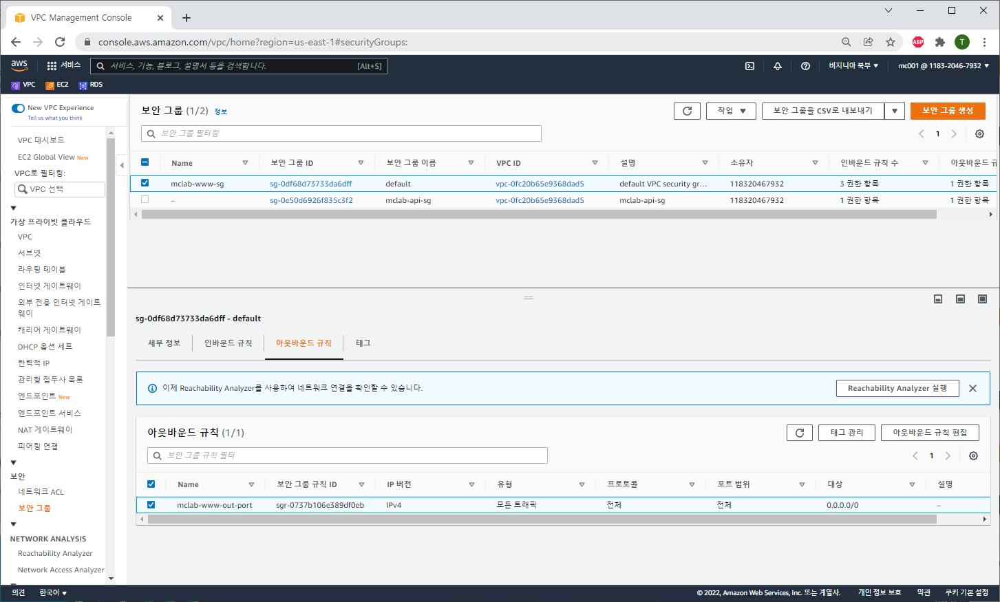 VPC Management Console
console.aws.amazon.com/vpc/home?region=us-east-1#securityGroups:
ABP
T
aws
서비스
서비스, 기능, 블로그, 설명서 등을 검색합니다. [Alt+S]
버지니아 북부
mc001 @ 1183-2046-7932
VPC EC2 RDS
New VPC Experience
Tell us what you think
VPC 대시보드
EC2 Global View New
VPC로 필터링:
VPC 선택
가상 프라이빗 클라우드
VPC
서브넷
라우팅 테이블
인터넷 게이트웨이
외부 전용 인터넷 게이트
웨이
캐리어 게이트웨이
DHCP 옵션 세트
탄력적 IP
관리형 접두사 목록
엔드포인트 New
엔드포인트 서비스
NAT 게이트웨이
피어링 연결
보안
네트워크 ACL
보안 그룹
NETWORK ANALYSIS
Reachability Analyzer
Network Access Analyzer
보안 그룹 (1/2) 정보
작업
보안 그룹을 CSV로 내보내기
보안 그룹 생성
보안 그룹 필터링
1
Name 보안 그룹 ID 보안 그룹 이름 VPC ID 설명 소유자 인바운드 규칙 수 아웃바운드 규
mclab-www-sg sg-0df68d73733da6dff default vpc-0fc20b65e9368dad5 default VPC security gr... 118320467932 3 권한 항목 1 권한 항목
– sg-0e50d6926f835c3f2 mclab-api-sg vpc-0fc20b65e9368dad5 mclab-api-sg 118320467932 1 권한 항목 1 권한 항목
sg-0df68d73733da6dff - default
세부 정보 인바운드 규칙 아웃바운드 규칙 태그
이제 Reachability Analyzer를 사용하여 네트워크 연결을 확인할 수 있습니다.
Reachability Analyzer 실행
아웃바운드 규칙 (1/1)
태그 관리
아웃바운드 규칙 편집
보안 그룹 규칙 필터
1
Name 보안 그룹 규칙 ID IP 버전 유형 프로토콜 포트 범위 대상 설명
mclab-www-out-port sgr-0737b106e389df0eb IPv4 모든 트래픽 전체 전체 0.0.0.0/0 –
의견 한국어
© 2022, Amazon Web Services, Inc. 또는 계열사. 개인 정보 보호 약관 쿠키 기본 설정